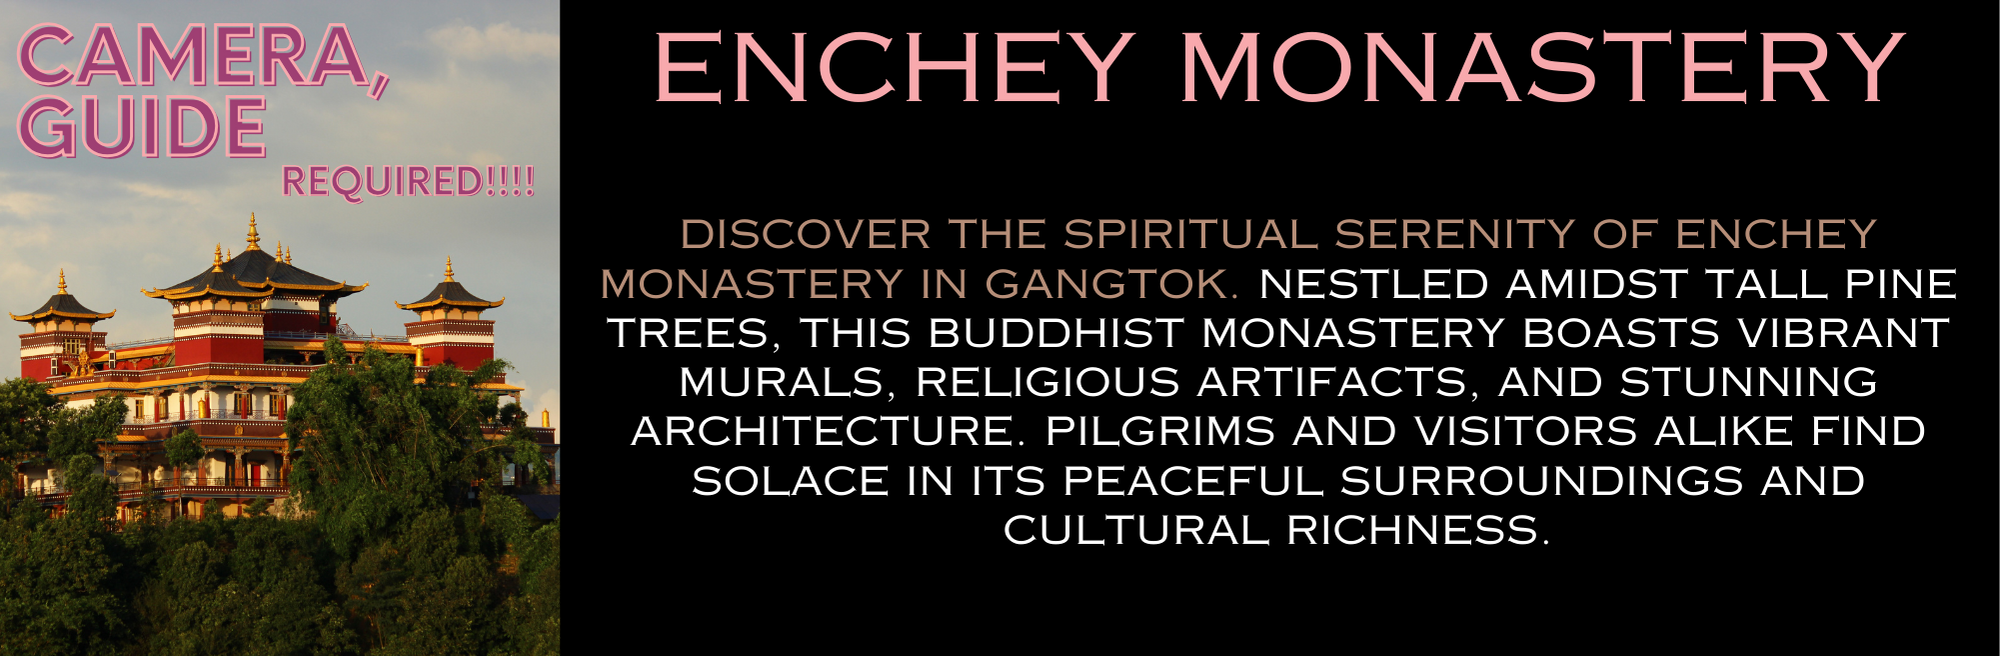 CAMERA,
GUIDE
REQUIRED!!!!
ENCHEY MONASTERY
DISCOVER THE SPIRITUAL SERENITY OF ENCHEY
MONASTERY IN GANGTOK. NESTLED AMIDST TALL PINE
TREES, THIS BUDDHIST MONASTERY BOASTS VIBRANT
MURALS, RELIGIOUS ARTIFACTS, AND STUNNING
ARCHITECTURE. PILGRIMS AND VISITORS ALIKE FIND
SOLACE IN ITS PEACEFUL SURROUNDINGS AND
CULTURAL RICHNESS.